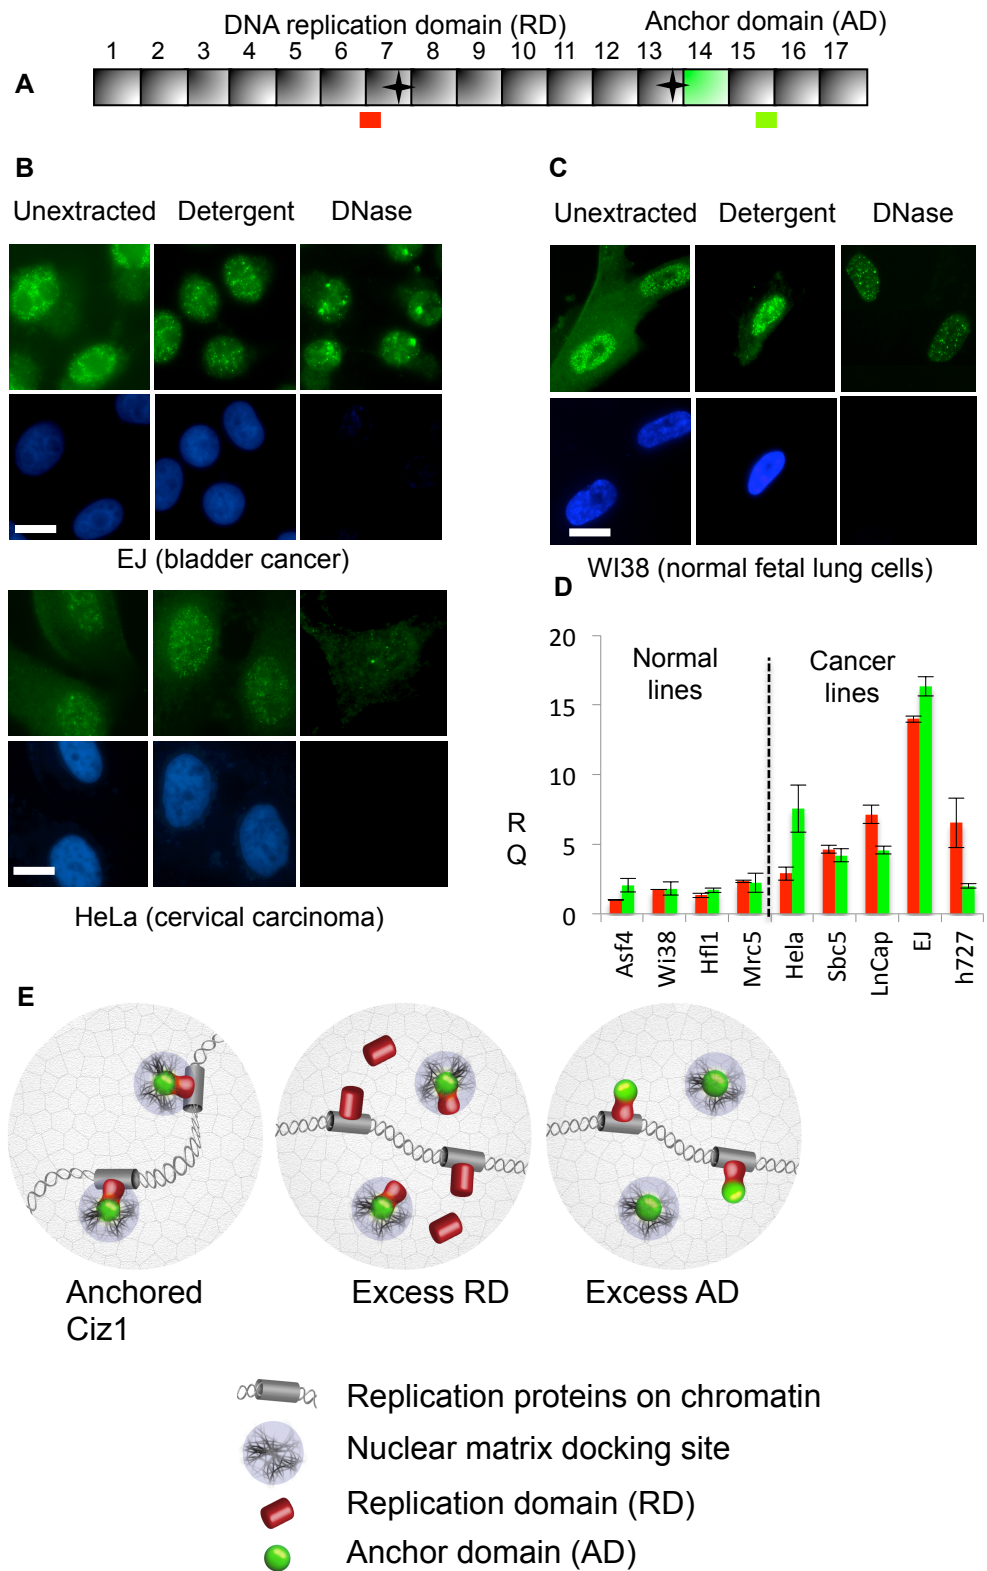 DNA replication domain (RD)
Anchor domain (AD)
1 2 3 4 5 6 7 8 9 10 11 12 13 14 15 16 17
A
B
C
Unextracted Detergent DNase
Unextracted Detergent DNase
EJ (bladder cancer)
WI38 (normal fetal lung cells)
HeLa (cervical carcinoma)
D
20
15
10
5
0
R
Q
Normal
lines
Cancer
lines
Asf4
Wi38
Hfl1
Mrc5
Hela
Sbc5
LnCap
EJ
h727
E
Anchored
Ciz1
Excess RD
Excess AD
Replication proteins on chromatin
Nuclear matrix docking site
Replication domain (RD)
Anchor domain (AD)